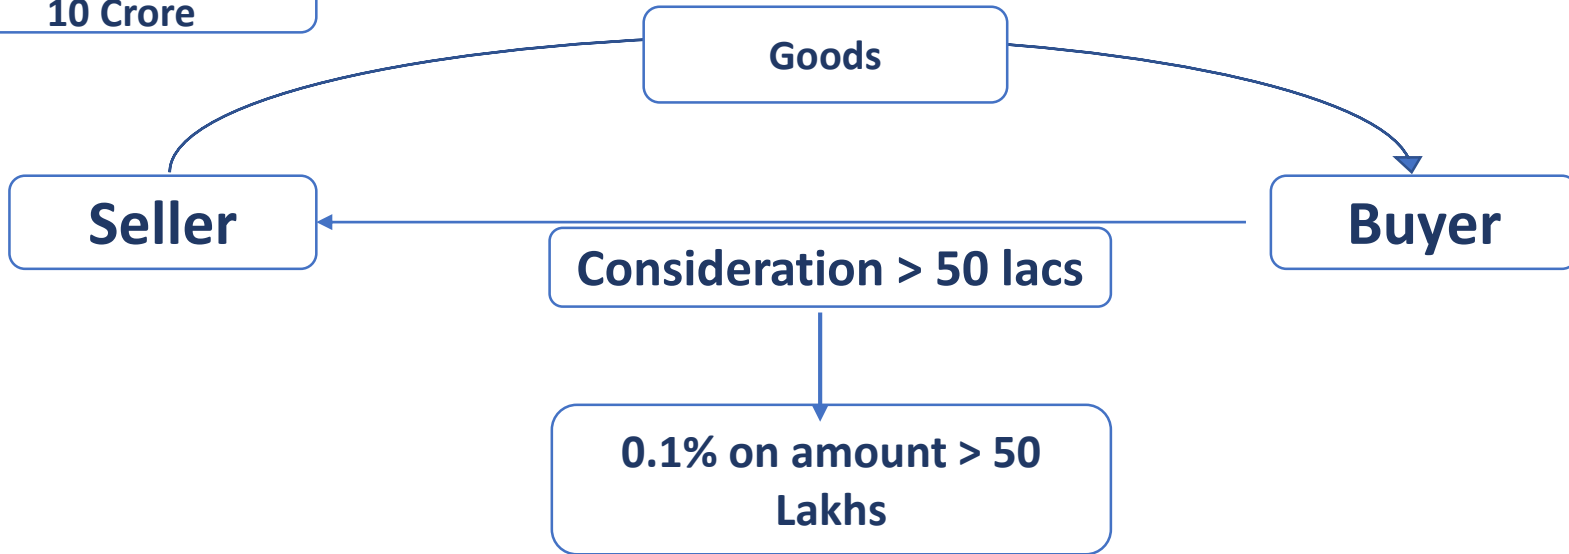 10 Crore
Goods
Seller
Buyer
Consideration > 50 lacs
0.1% on amount > 50
Lakhs